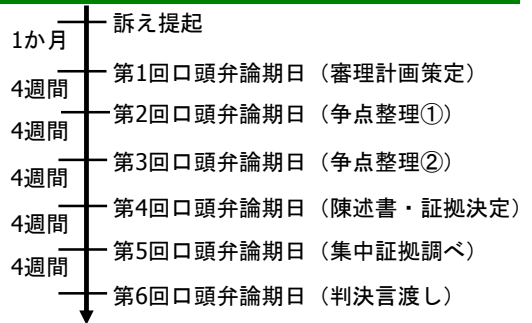 訴え提起
1か月
第1回口頭弁論期日（審理計画策定）
4週間
第2回口頭弁論期日（争点整理①）
4週間
第3回口頭弁論期日（争点整理②）
4週間
第4回口頭弁論期日（陳述書・証拠決定）
4週間
第5回口頭弁論期日（集中証拠調べ）
4週間
第6回口頭弁論期日（判決言渡し）